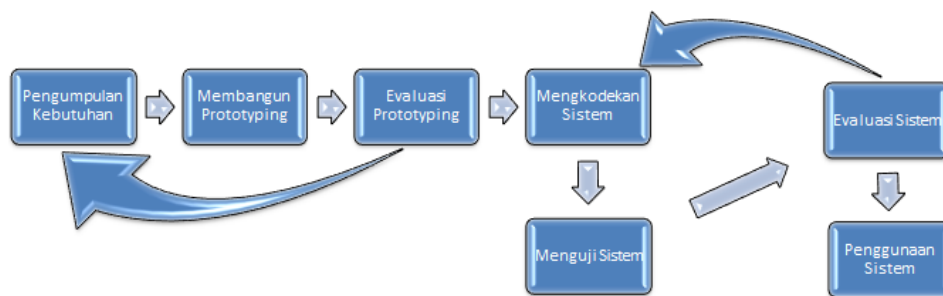 Pengumpulan
Kebutuhan
Membangun
Prototyping
Evaluasi
Prototyping
Mengkodekan
Sistem
Evaluasi Sistem
Menguji Sistem
Penggunaan
Sistem